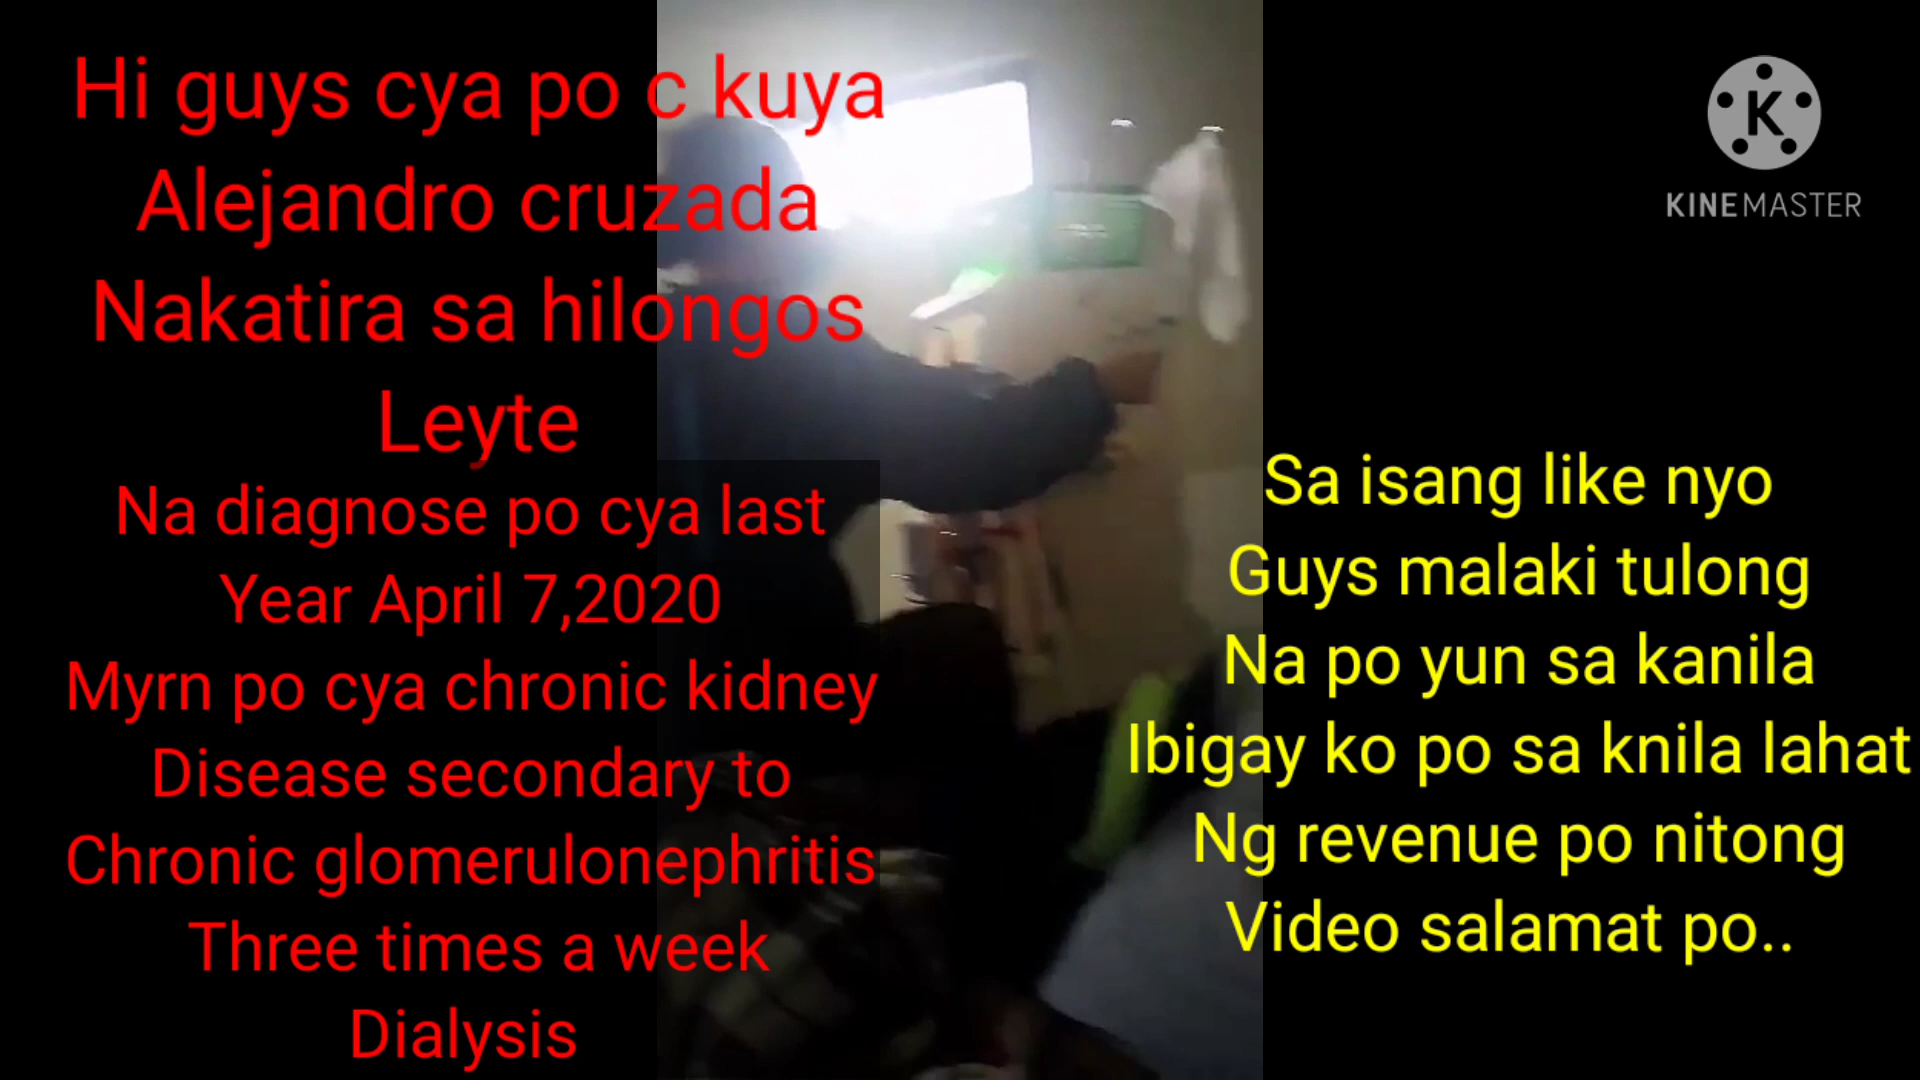 Hi guys cya po c kuya
Alejandro cruzada
Nakatira sa hilongos
Leyte
Na diagnose po cya last
Year April 7,2020
Myrn po cya chronic kidney
Disease secondary to
Chronic glomerulonephritis
Three times a week
Dialysis
Sa isang like nyo
Guys malaki tulong
Na po yun sa kanila
Ibigay ko po sa knila lahat
Ng revenue po nitong
Video salamat po..
K
KINEMASTER